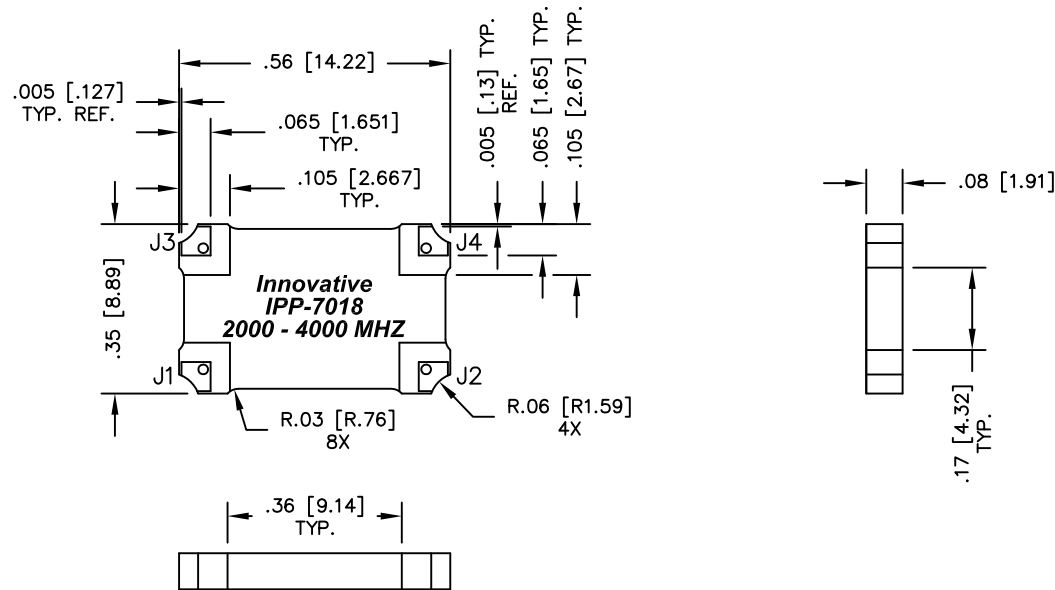 .56 [14.22]
.005 [.127]
TYP. REF.
.065 [1.651]
TYP.
.105 [2.667]
TYP.
.005 [.13] TYP.
REF.
.065 [1.65] TYP.
.105 [2.67] TYP.
.08 [1.91]
J3
J4
.35 [8.89]
Innovative
IPP-7018
2000 - 4000 MHZ
J1
J2
R.03 [R.76]
8X
R.06 [R1.59]
4X
.17 [4.32]
TYP.
.36 [9.14]
TYP.